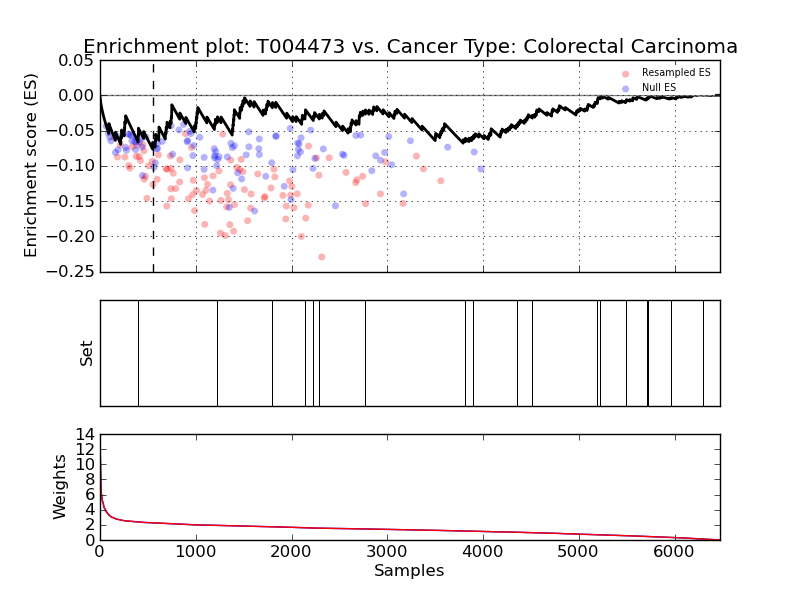 Enrichment plot: T004473 vs. Cancer Type: Colorectal Carcinoma
Enrichment score (ES)
0.05
0.00
−0.05
−0.10
−0.15
−0.20
−0.25
Resampled ES
Null ES
Set
Weights
14
12
10
8
6
4
2
0
0 1000 2000 3000 4000 5000 6000
Samples